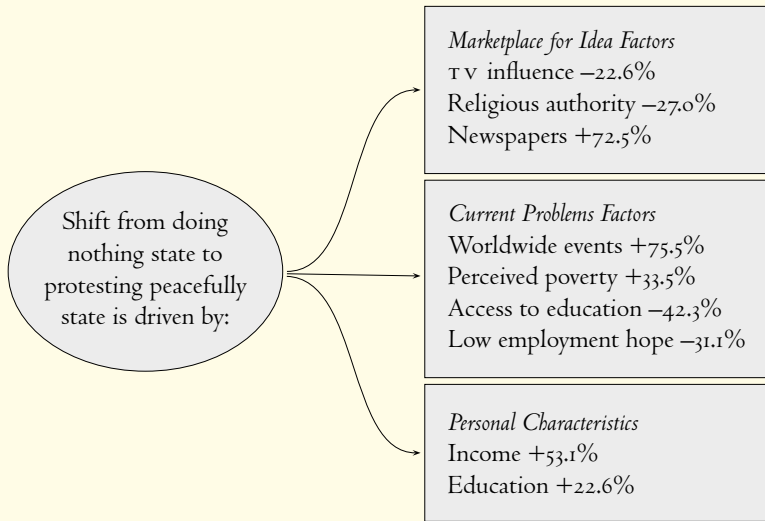 Shift from doing
nothing state to
protesting peacefully
state is driven by:
Marketplace for Idea Factors
TV influence –22.6%
Religious authority –27.0%
Newspapers +72.5%
Current Problems Factors
Worldwide events +75.5%
Perceived poverty +33.5%
Access to education –42.3%
Low employment hope –31.1%
Personal Characteristics
Income +53.1%
Education +22.6%